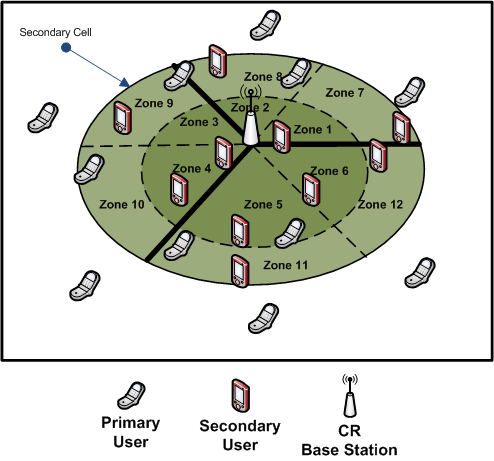 Secondary Cell
Zone 8
Zone 7
Zone 9
Zone 2
Zone 3
Zone 1
Zone 4
Zone 6
Zone 10
Zone 5
Zone 12
Zone 11
Primary
User
Secondary
User
CR
Base Station